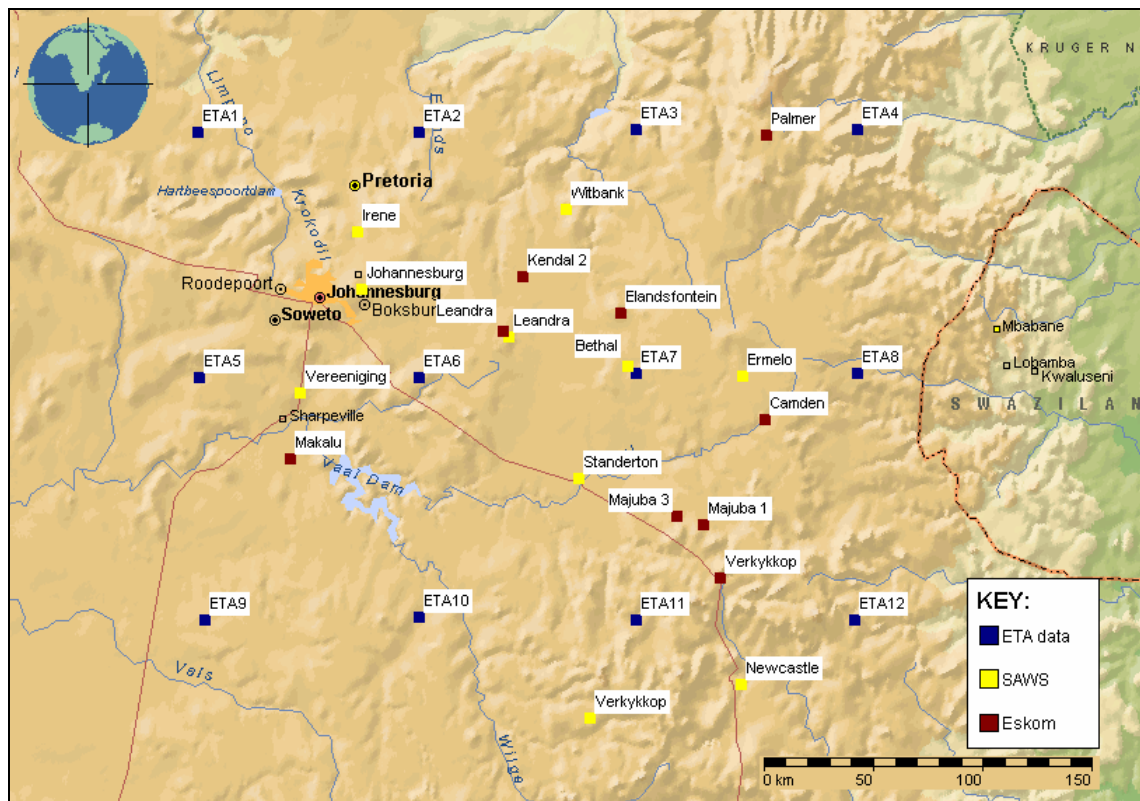 KRUGER N
Limpopo
ETA1
ETA2
ETA3
Palmer
ETA4
Hartbeespoortdam
Krokodil
Pretoria
Witbank
Irene
Kendal 2
Johannesburg
Roodepoort
Johannesburg
Boksbur
Soweto
Leandra
Leandra
Elandsfontein
Bethal
ETA5
ETA6
ETA7
Ermelo
ETA8
Mbabane
Lobamba
Kwaluseni
SWAZILAN
Vereeniging
Sharpeville
Camden
Makalu
Vaal Dam
Standerton
Majuba 3
Majuba 1
Verkykkop
ETA9
ETA10
ETA11
ETA12
Vals
Wilge
Newcastle
Verkykkop
KEY:
ETA data
SAWS
Eskom
0 km 50 100 150